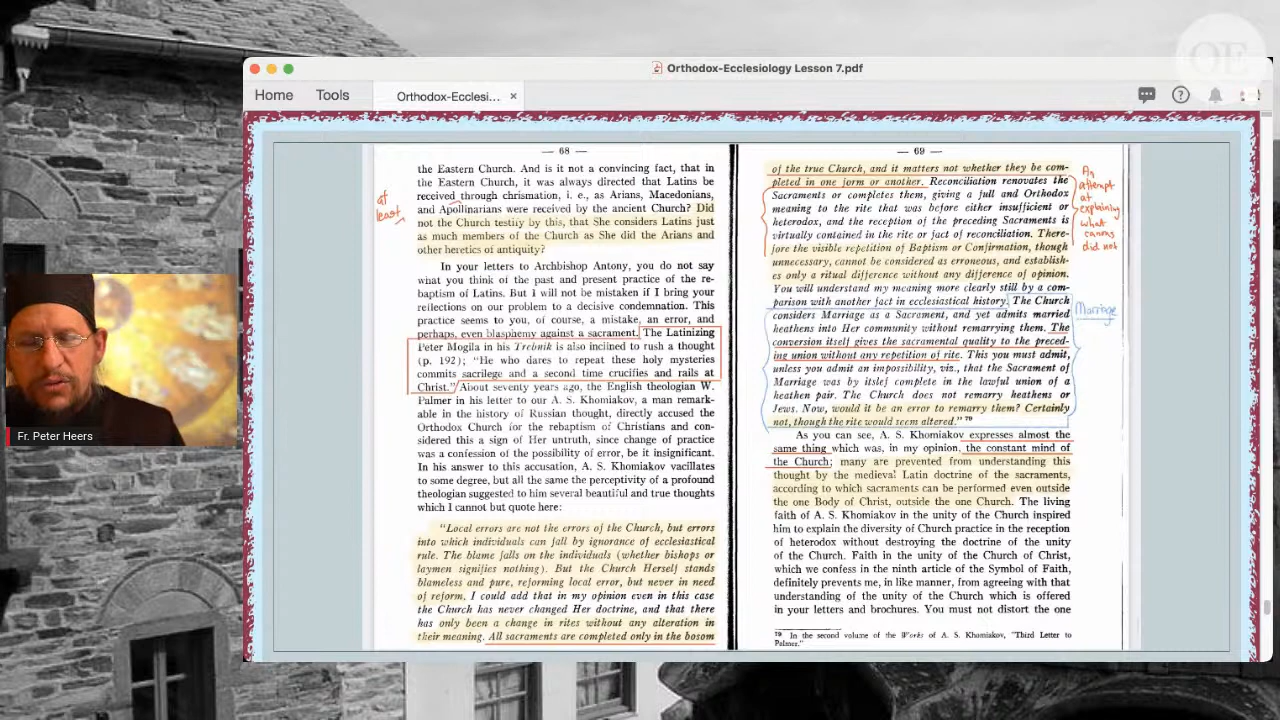 OE
Orthodox-Ecclesiology Lesson 7.pdf
Home
Tools
Orthodox-Ecclesi...
— 68 —
the Eastern Church. And is it not a convincing fact, that in
the Eastern Church, it was always directed that Latins be
received through chrismation, i. e., as Arians, Macedonians,
and Apollinarians were received by the ancient Church? Did
not the Church testify by this, that She considers Latins just
as much members of the Church as She did the Arians and
other heretics of antiquity?
In your letters to Archbishop Antony, you do not say
what you think of the past and present practice of the re-
baptism of Latins. But I will not be mistaken if I bring your
reflections on our problem to a decisive condemnation. This
practice seems to you, of course, a mistake, an error, and
perhaps, even blasphemy against a sacrament. The Latinizing
Peter Mogila in his Trebnik is also inclined to rush a thought
(p. 192); "He who dares to repeat these holy mysteries
commits sacrilege and a second time crucifies and rails at
Christ." About seventy years ago, the English theologian W.
Palmer in his letter to our A. S. Khomiakov, a man remark-
able in the history of Russian thought, directly accused the
Orthodox Church for the rebaptism of Christians and con-
sidered this a sign of Her untruth, since change of practice
was a confession of the possibility of error, be it insignificant.
In his answer to this accusation, A. S. Khomiakov vacillates
to some degree, but all the same the perceptivity of a profound
theologian suggested to him several beautiful and true thoughts
which I cannot but quote here:
"Local errors are not the errors of the Church, but errors
into which individuals can fall by ignorance of ecclesiastical
rule. The blame falls on the individuals (whether bishops or
laymen signifies nothing). But the Church Herself stands
blameless and pure, reforming local error, but never in need
of reform. I could add that in my opinion even in this case
the Church has never changed Her doctrine, and that there
has only been a change in rites without any alteration in
their meaning. All sacraments are completed only in the bosom
at
least
— 69 —
of the true Church, and it matters not whether they be com-
pleted in one form or another. Reconciliation renovates the
Sacraments or completes them, giving a full and Orthodox
meaning to the rite that was before either insufficient or
heterodox, and the reception of the preceding Sacraments is
virtually contained in the rite or fact of reconciliation. There-
fore the visible repetition of Baptism or Confirmation, though
unnecessary, cannot be considered as erroneous, and establish-
es only a ritual difference without any difference of opinion.
You will understand my meaning more clearly still by a com-
parison with another fact in ecclesiastical history. The Church
considers Marriage as a Sacrament, and yet admits married
heathens into Her community without remarrying them. The
conversion itself gives the sacramental quality to the preced-
ing union without any repetition of rite. This you must admit,
unless you admit an impossibility, viz., that the Sacrament of
Marriage was by itslef complete in the lawful union of a
heathen pair. The Church does not remarry heathens or
Jews. Now, would it be an error to remarry them? Certainly
not, though the rite would seem altered." 70
As you can see, A. S. Khomiakov expresses almost the
same thing which was, in my opinion, the constant mind of
the Church; many are prevented from understanding this
thought by the medieval Latin doctrine of the sacraments,
according to which sacraments can be performed even outside
the one Body of Christ, outside the one Church. The living
faith of A. S. Khomiakov in the unity of the Church inspired
him to explain the diversity of Church practice in the reception
of heterodox without destroying the doctrine of the unity
of the Church. Faith in the unity of the Church of Christ,
which we confess in the ninth article of the Symbol of Faith,
definitely prevents me, in like manner, from agreeing with that
understanding of the unity of the Church which is offered
in your letters and brochures. You must not distort the one
70 In the second volume of the Works of A. S. Khomiakov, "Third Letter to
Palmer."
An
attempt
at
explaining
what
canons
did not
Marriage
Fr. Peter Heers